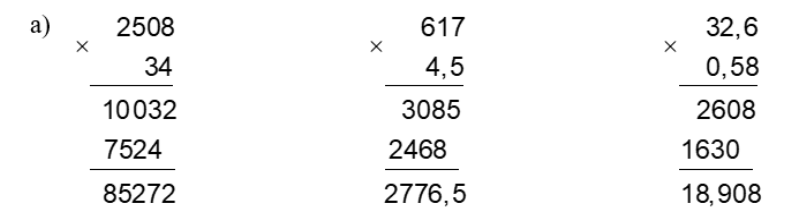 a) 2508 617 32,6
× × ×
34 4,5 0,58
10032 3085 2608
7524 2468 1630
85272 2776,5 18,908